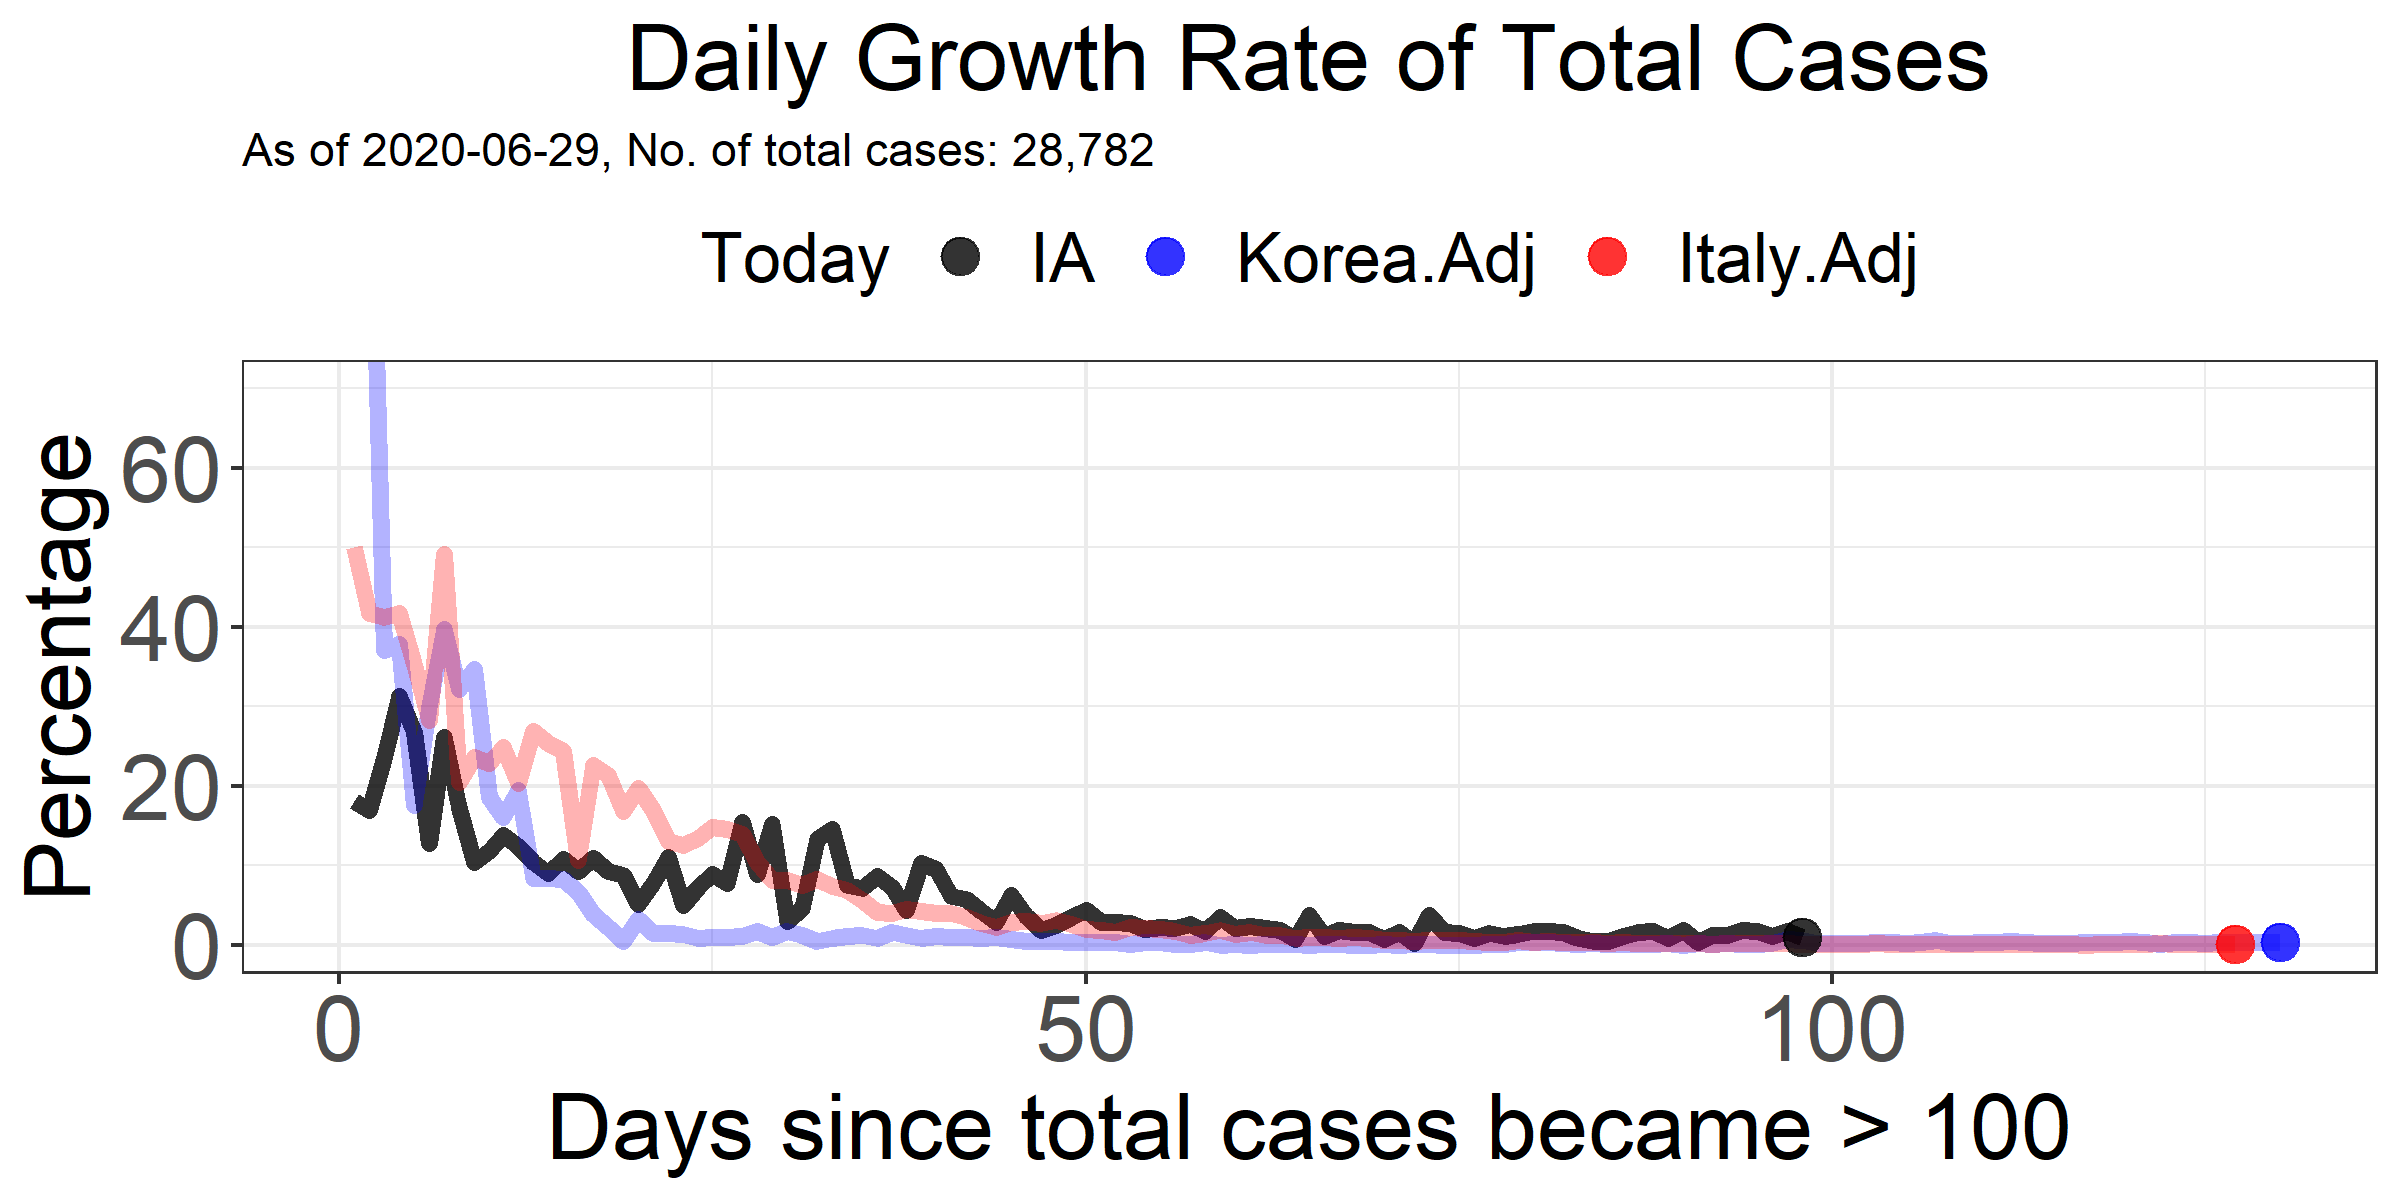 Daily Growth Rate of Total Cases
As of 2020-06-29, No. of total cases: 28,782
Today IA Korea.Adj Italy.Adj
Percentage
60
40
20
0
0 50 100
Days since total cases became > 100